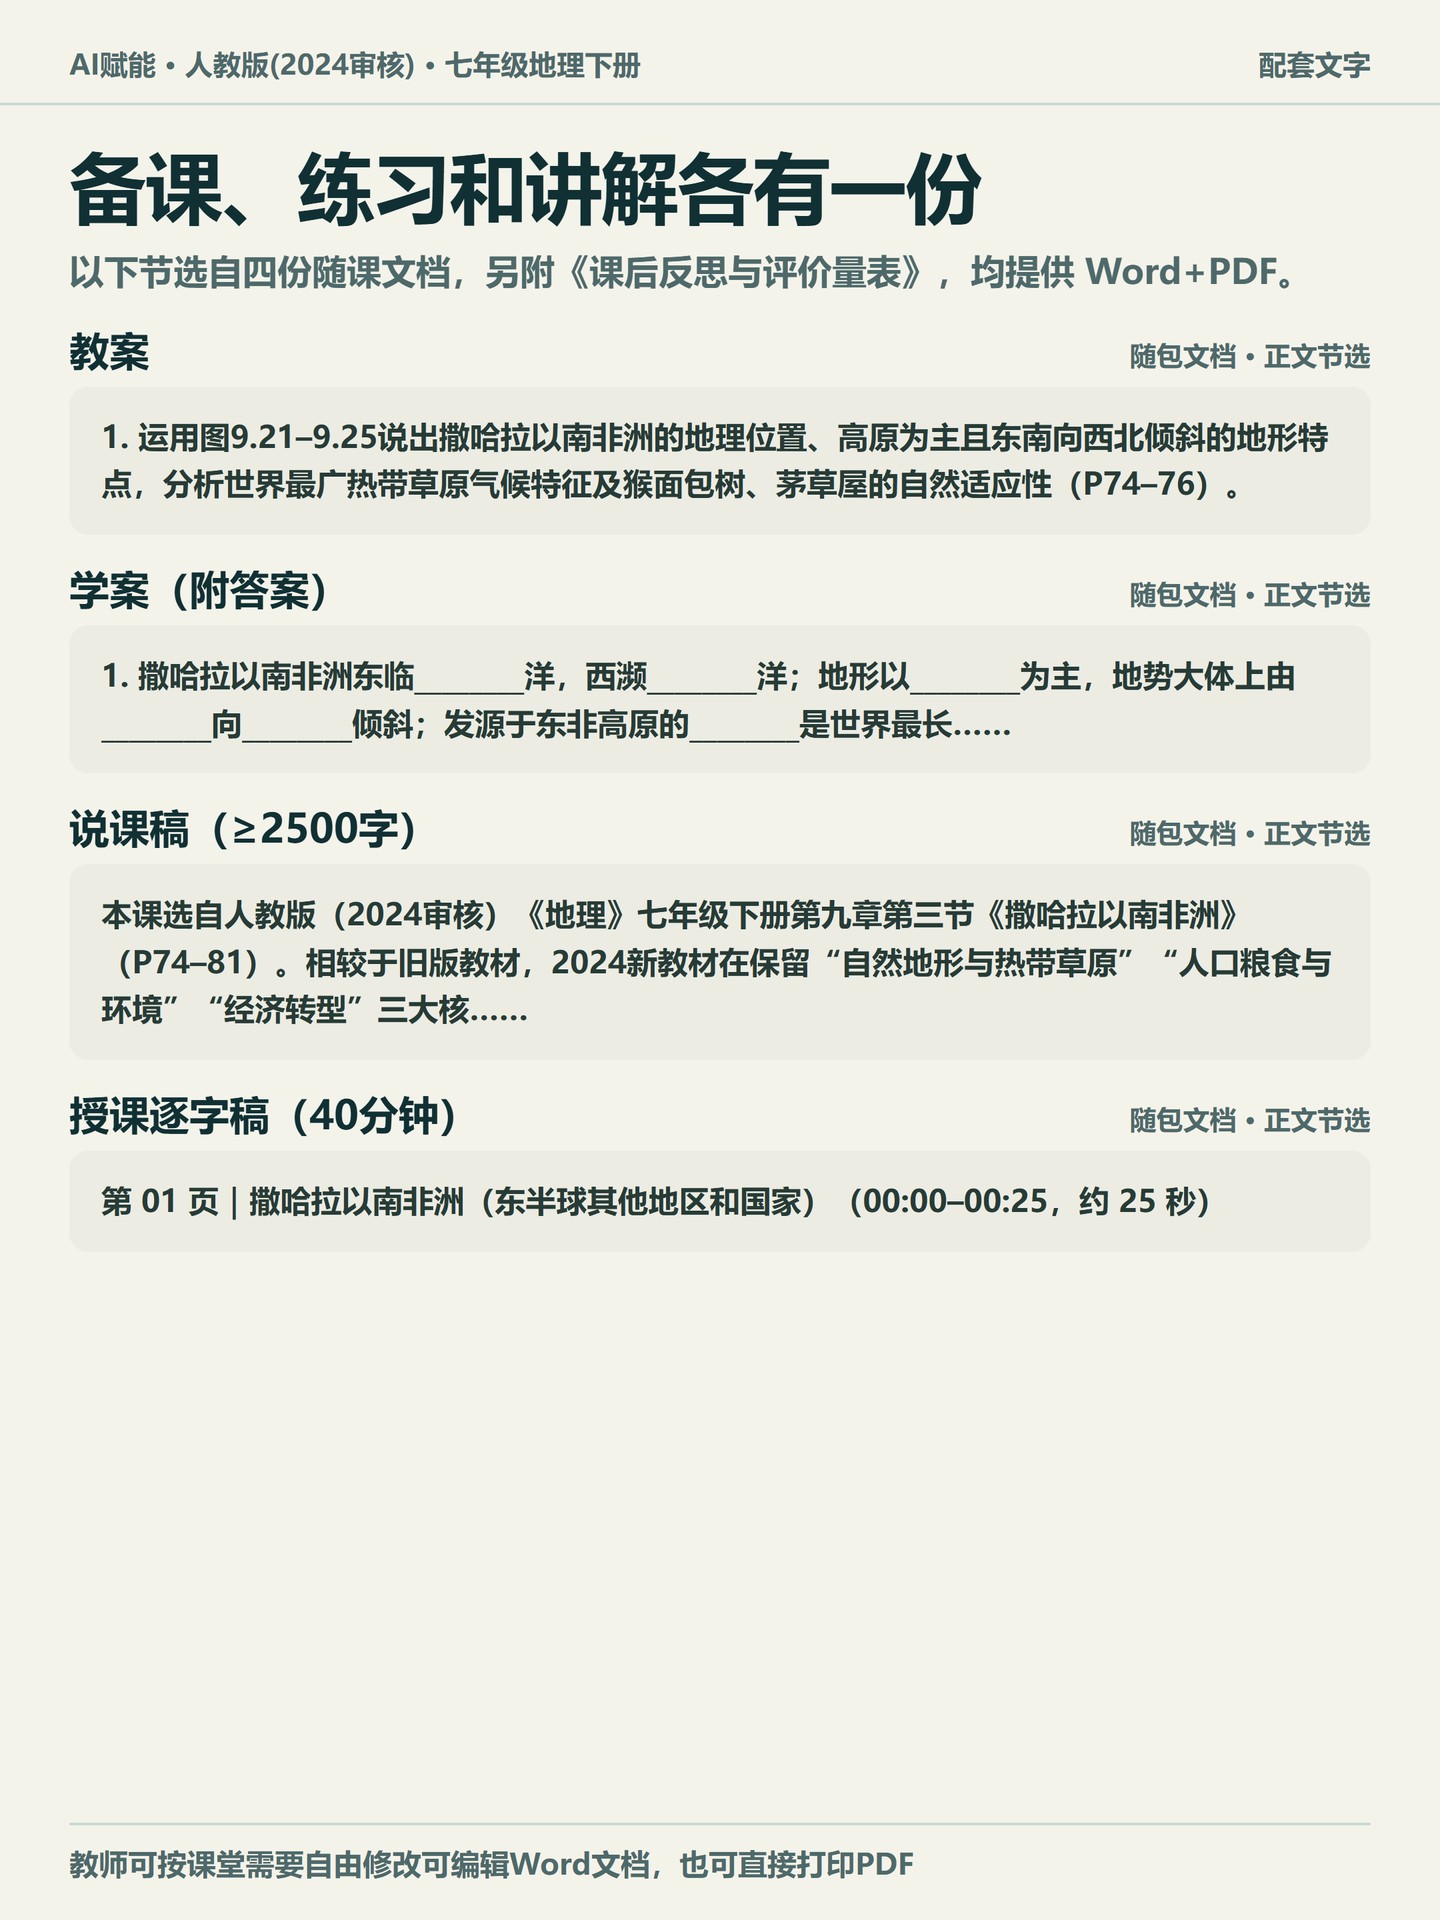 AI赋能 • 人教版(2024审核) • 七年级地理下册
配套文字
备课、练习和讲解各有一份
以下节选自四份随课文档，另附《课后反思与评价量表》，均提供 Word+PDF。
教案
随包文档 • 正文节选
1. 运用图9.21–9.25说出撒哈拉以南非洲的地理位置、高原为主且东南向西北倾斜的地形特
点，分析世界最广热带草原气候特征及猴面包树、茅草屋的自然适应性（P74–76）。
学案（附答案）
随包文档 • 正文节选
1. 撒哈拉以南非洲东临________洋，西濒________洋；地形以________为主，地势大体上由
________向________倾斜；发源于东非高原的________是世界最长……
说课稿（≥2500字）
随包文档 • 正文节选
本课选自人教版（2024审核）《地理》七年级下册第九章第三节《撒哈拉以南非洲》
（P74–81）。相较于旧版教材，2024新教材在保留“自然地形与热带草原”“人口粮食与
环境”“经济转型”三大核……
授课逐字稿（40分钟）
随包文档 • 正文节选
第 01 页｜撒哈拉以南非洲（东半球其他地区和国家）（00:00–00:25，约 25 秒）
教师可按课堂需要自由修改可编辑Word文档，也可直接打印PDF